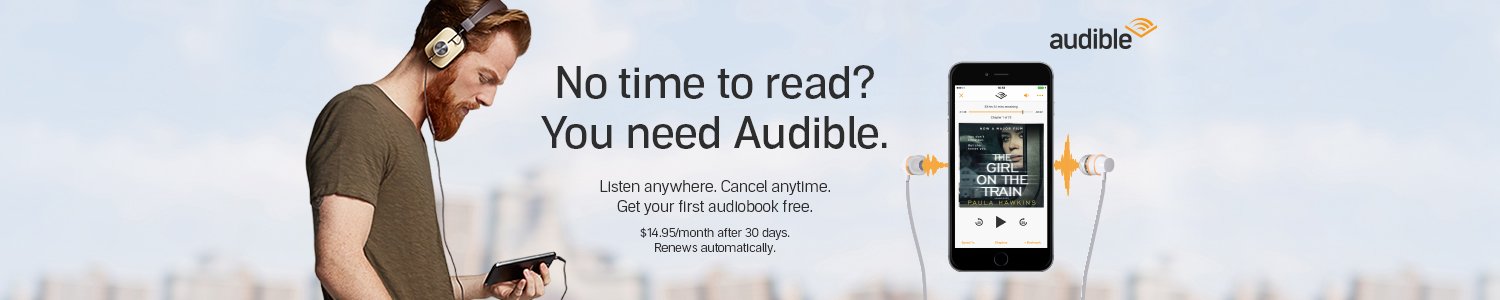 No time to read?
You need Audible.
Listen anywhere. Cancel anytime.
Get your first audiobook free.
$14.95/month after 30 days.
Renews automatically.
audible
NOW A MAJOR FILM
THE
GIRL
ON THE
TRAIN
PAULA HAWKINS